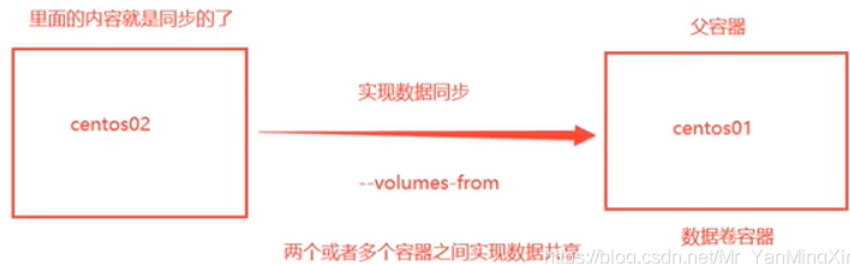 里面的内容就是同步的了
父容器
实现数据同步
centos02
centos01
--volumes-from
数据卷容器
两个或者多个容器之间实现数据共享
https://blog.csdn.net/Mr_YanMingXin